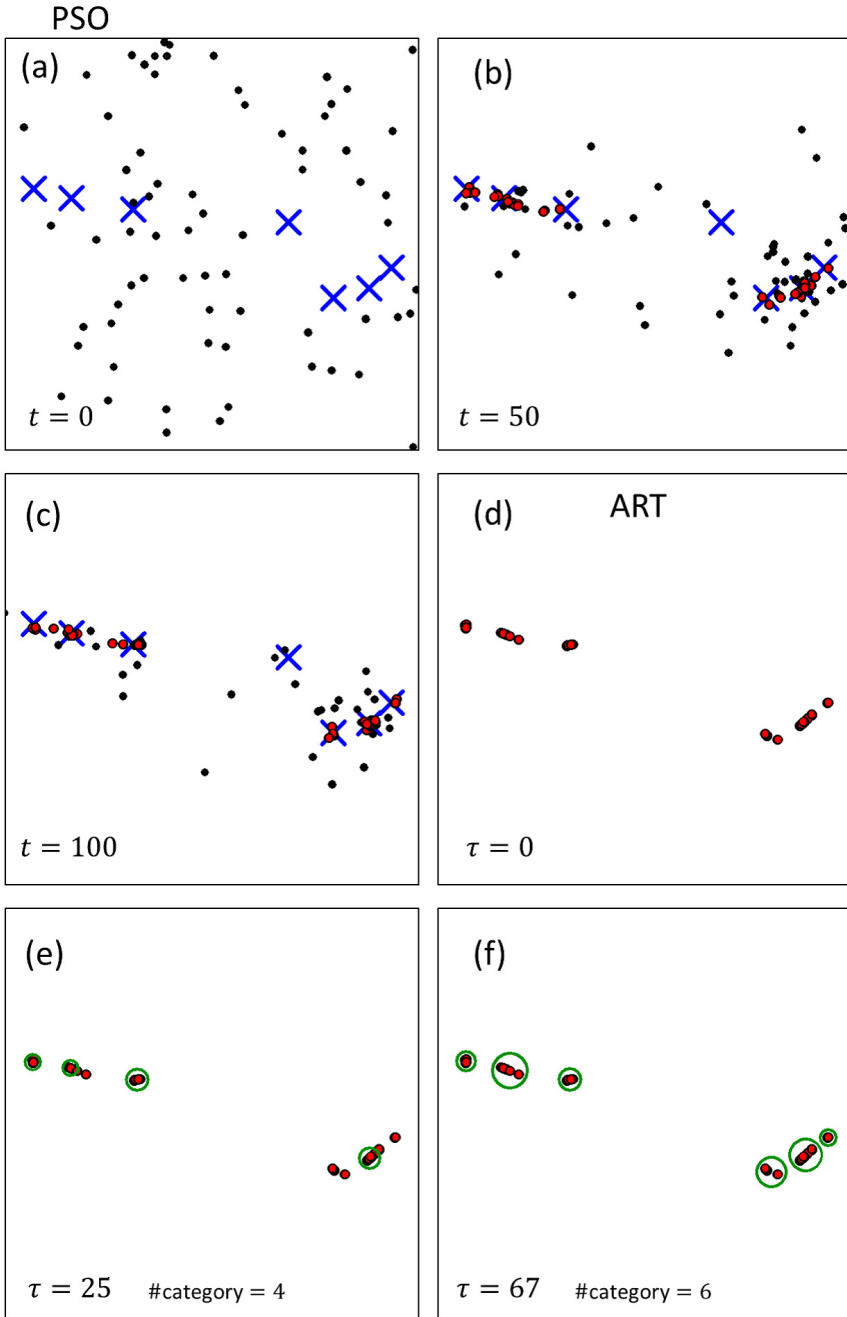 PSO
(a)
(b)
t = 0
t = 50
(c)
(d)
ART
t = 100
τ = 0
(e)
(f)
τ = 25 #category = 4
τ = 67 #category = 6